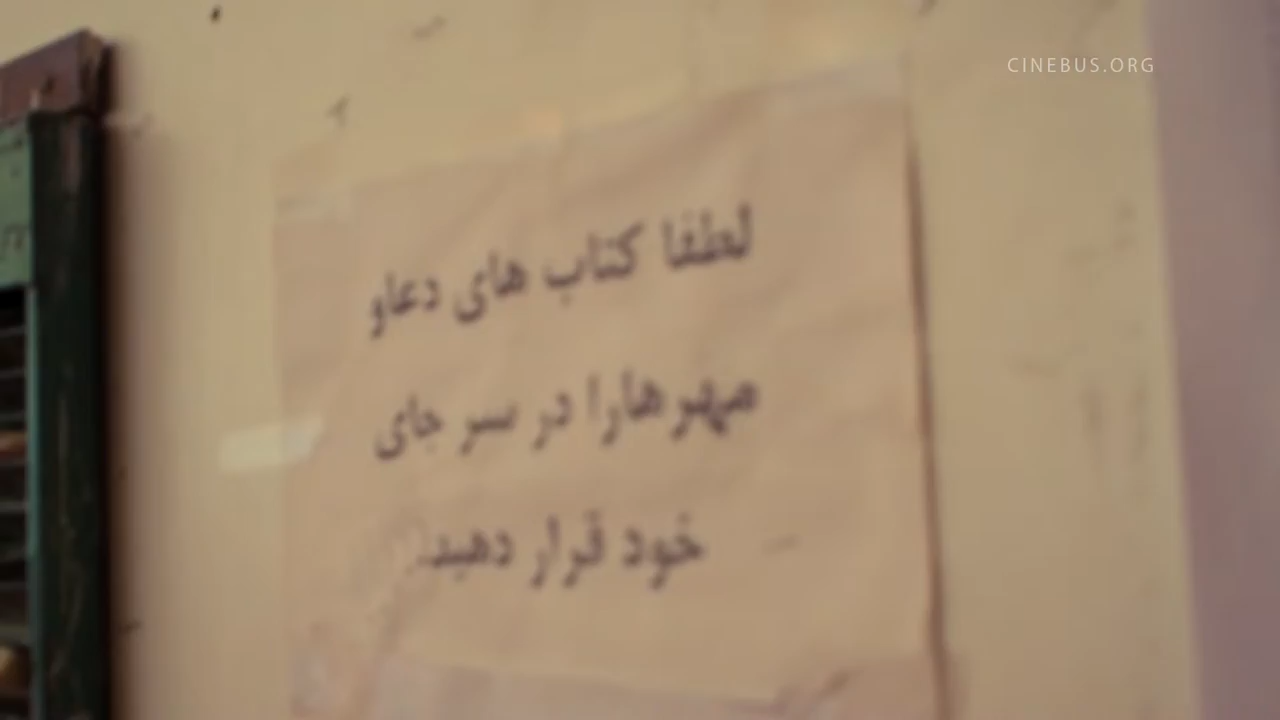 CINEBUS.ORG
لطفا کتاب های دعاو
مهرهارا در سر جای
خود قرار دهید.